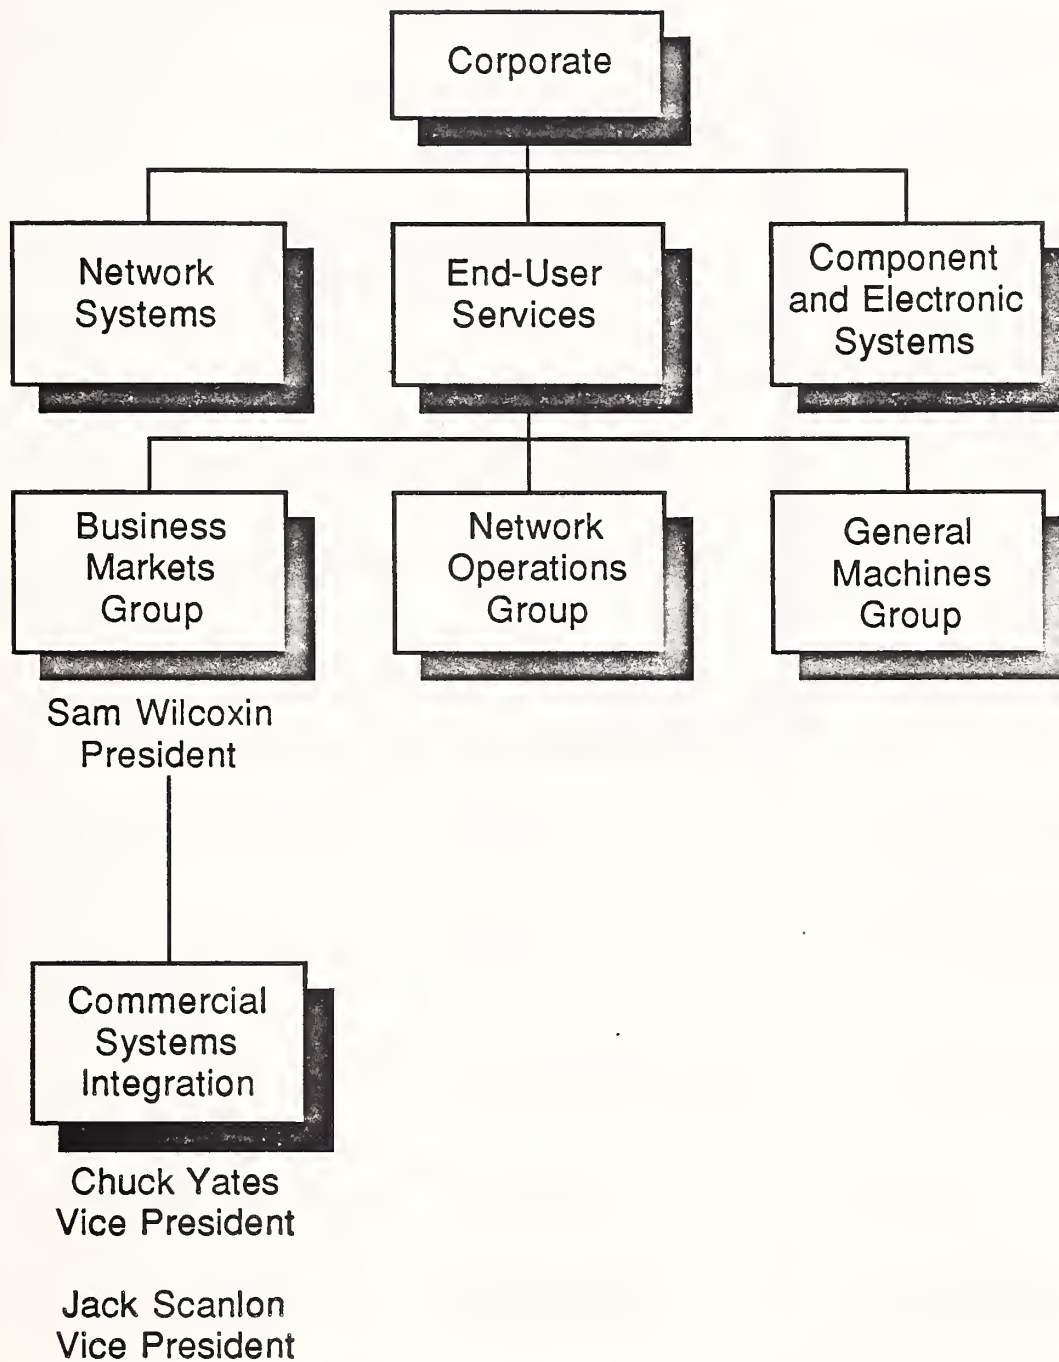 Corporate
Network
Systems
End-User
Services
Component
and Electronic
Systems
Business
Markets
Group
Network
Operations
Group
General
Machines
Group
Sam Wilcoxin
President
Commercial
Systems
Integration
Chuck Yates
Vice President
Jack Scanlon
Vice President